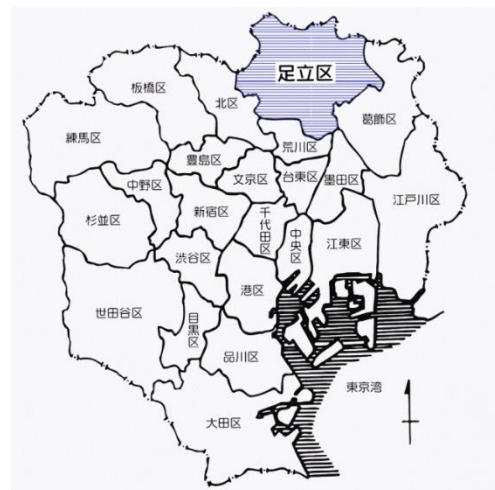 足立区
板橋区
北区
葛飾区
練馬区
荒川区
豊島区
文京区
台東区
墨田区
中野区
江戸川区
杉並区
新宿区
千代田区
中央区
江東区
渋谷区
港区
世田谷区
目黒区
品川区
東京湾
大田区